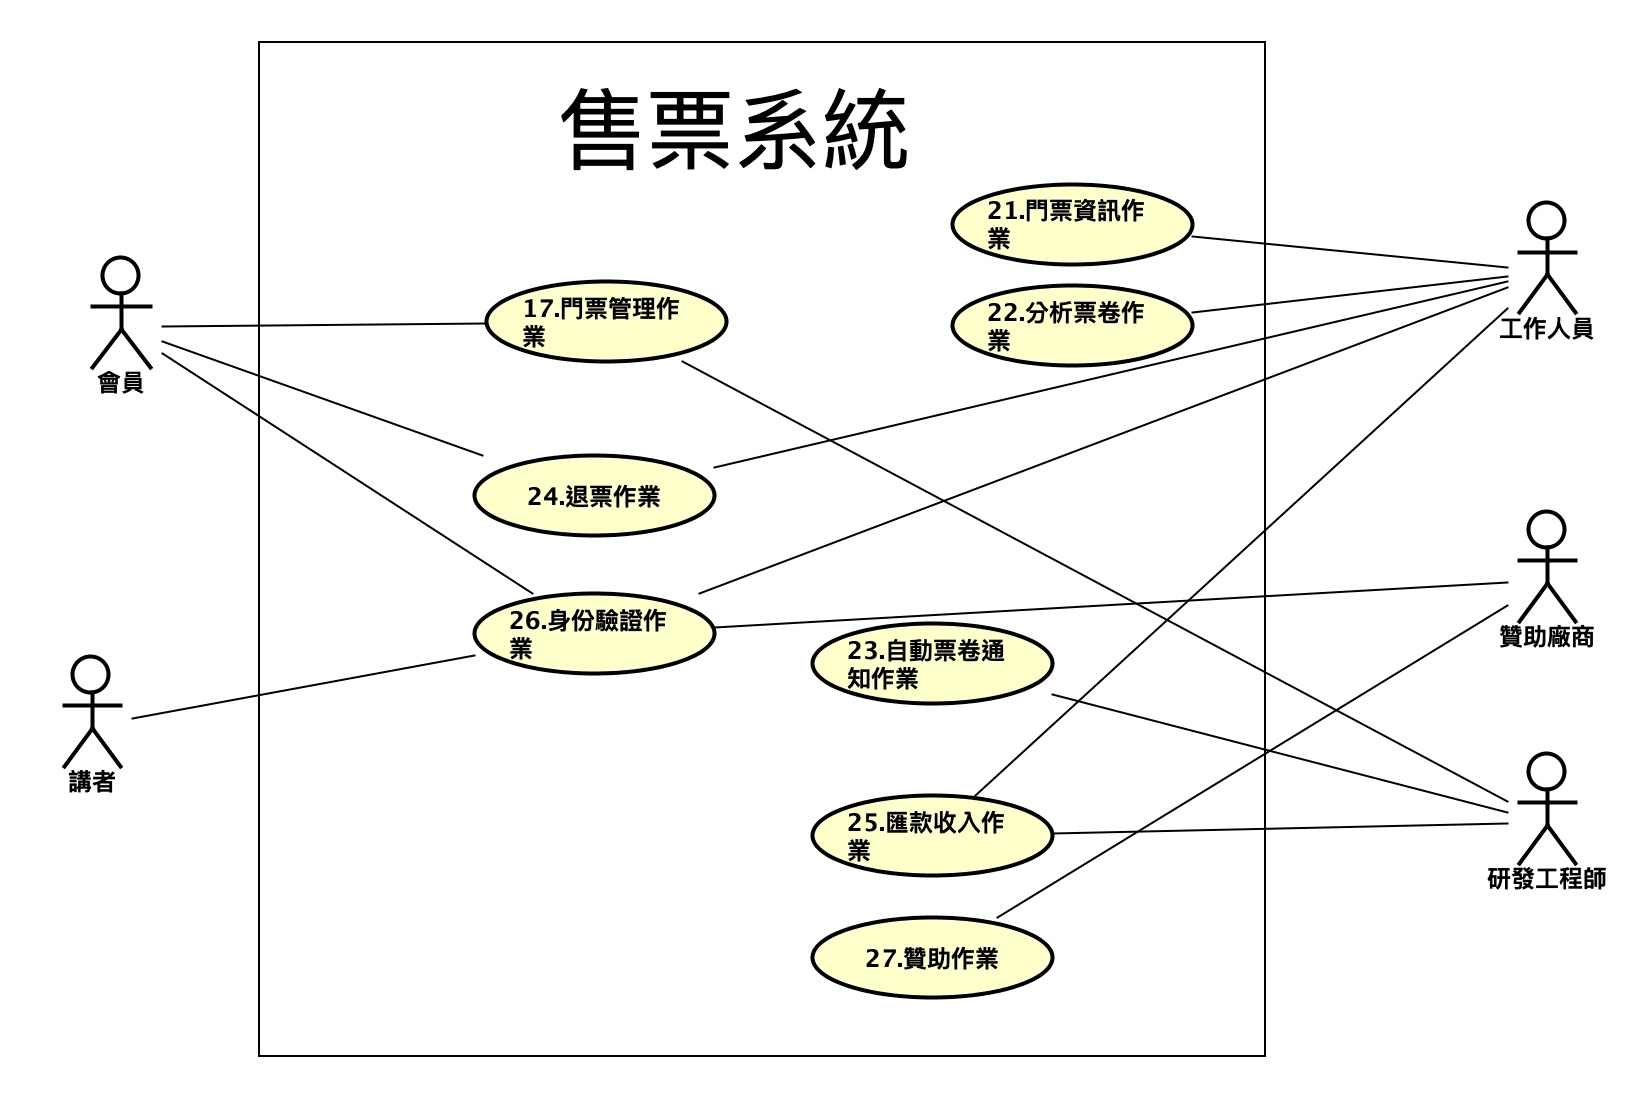 售票系統
21.門票資訊作
業
17.門票管理作
業
22.分析票卷作
業
工作人員
會員
24.退票作業
26.身份驗證作
業
23.自動票卷通
知作業
贊助廠商
講者
25.匯款收入作
業
研發工程師
27.贊助作業